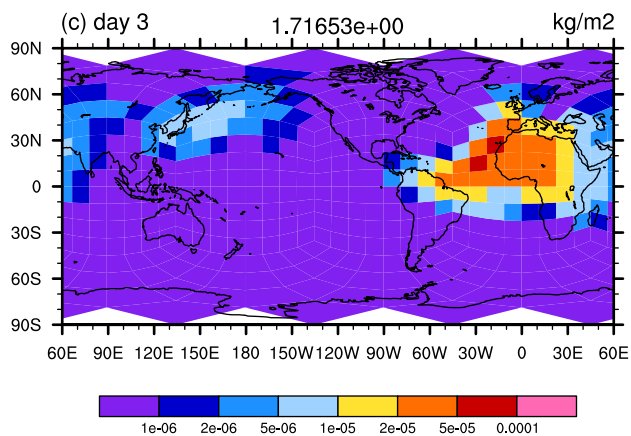 (c) day 3 1.71653e+00 kg/m2
90N
60N
30N
0
30S
60S
90S
60E 90E 120E 150E 180 150W 120W 90W 60W 30W 0 30E 60E
1e-06 2e-06 5e-06 1e-05 2e-05 5e-05 0.0001